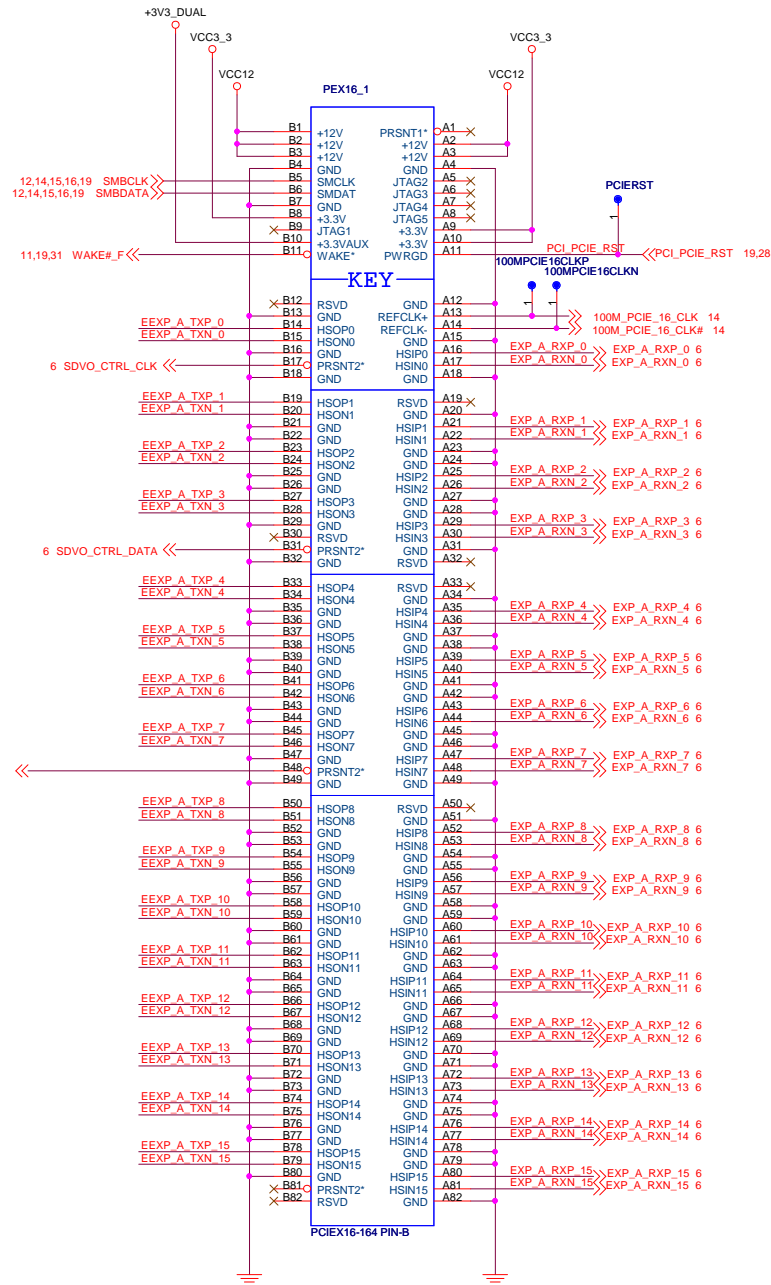 +3V3_DUAL
VCC3_3 VCC3_3
VCC12 VCC12
PEX16_1
B1 +12V PRSNT1* A1
B2 +12V +12V A2
B3 +12V +12V A3
B4 GND GND A4
12,14,15,16,19 SMBCLK B5 SMCLK JTAG2 A5
12,14,15,16,19 SMBDATA B6 SMDAT JTAG3 A6
B7 GND JTAG4 A7
B8 +3.3V JTAG5 A8
B9 JTAG1 +3.3V A9
B10 +3.3VAUX +3.3V A10
11,19,31 WAKE#_F B11 WAKE* PWRGD A11 PCI_PCIE_RST PCI_PCIE_RST 19,28
PCIERST
1
KEY
100MPCIE16CLKP
100MPCIE16CLKN
1 1
B12 RSVD GND A12
B13 GND REFCLK+ A13 100M_PCIE_16_CLK 14
EEXP_A_TXP_0 B14 HSOP0 REFCLK- A14 100M_PCIE_16_CLK# 14
EEXP_A_TXN_0 B15 HSON0 GND A15
B16 GND HSIP0 A16 EXP_A_RXP_0 EXP_A_RXP_0 6
6 SDVO_CTRL_CLK B17 PRSNT2* HSIN0 A17 EXP_A_RXN_0 EXP_A_RXN_0 6
B18 GND GND A18
EEXP_A_TXP_1 B19 HSOP1 RSVD A19
EEXP_A_TXN_1 B20 HSON1 GND A20
B21 GND HSIP1 A21 EXP_A_RXP_1 EXP_A_RXP_1 6
B22 GND HSIN1 A22 EXP_A_RXN_1 EXP_A_RXN_1 6
EEXP_A_TXP_2 B23 HSOP2 GND A23
EEXP_A_TXN_2 B24 HSON2 GND A24
B25 GND HSIP2 A25 EXP_A_RXP_2 EXP_A_RXP_2 6
B26 GND HSIN2 A26 EXP_A_RXN_2 EXP_A_RXN_2 6
EEXP_A_TXP_3 B27 HSOP3 GND A27
EEXP_A_TXN_3 B28 HSON3 GND A28
B29 GND HSIP3 A29 EXP_A_RXP_3 EXP_A_RXP_3 6
B30 RSVD HSIN3 A30 EXP_A_RXN_3 EXP_A_RXN_3 6
6 SDVO_CTRL_DATA B31 PRSNT2* GND A31
B32 GND RSVD A32
EEXP_A_TXP_4 B33 HSOP4 RSVD A33
EEXP_A_TXN_4 B34 HSON4 GND A34
B35 GND HSIP4 A35 EXP_A_RXP_4 EXP_A_RXP_4 6
B36 GND HSIN4 A36 EXP_A_RXN_4 EXP_A_RXN_4 6
EEXP_A_TXP_5 B37 HSOP5 GND A37
EEXP_A_TXN_5 B38 HSON5 GND A38
B39 GND HSIP5 A39 EXP_A_RXP_5 EXP_A_RXP_5 6
B40 GND HSIN5 A40 EXP_A_RXN_5 EXP_A_RXN_5 6
EEXP_A_TXP_6 B41 HSOP6 GND A41
EEXP_A_TXN_6 B42 HSON6 GND A42
B43 GND HSIP6 A43 EXP_A_RXP_6 EXP_A_RXP_6 6
B44 GND HSIN6 A44 EXP_A_RXN_6 EXP_A_RXN_6 6
EEXP_A_TXP_7 B45 HSOP7 GND A45
EEXP_A_TXN_7 B46 HSON7 GND A46
B47 GND HSIP7 A47 EXP_A_RXP_7 EXP_A_RXP_7 6
B48 PRSNT2* HSIN7 A48 EXP_A_RXN_7 EXP_A_RXN_7 6
B49 GND GND A49
EEXP_A_TXP_8 B50 HSOP8 RSVD A50
EEXP_A_TXN_8 B51 HSON8 GND A51
B52 GND HSIP8 A52 EXP_A_RXP_8 EXP_A_RXP_8 6
B53 GND HSIN8 A53 EXP_A_RXN_8 EXP_A_RXN_8 6
EEXP_A_TXP_9 B54 HSOP9 GND A54
EEXP_A_TXN_9 B55 HSON9 GND A55
B56 GND HSIP9 A56 EXP_A_RXP_9 EXP_A_RXP_9 6
B57 GND HSIN9 A57 EXP_A_RXN_9 EXP_A_RXN_9 6
EEXP_A_TXP_10 B58 HSOP10 GND A58
EEXP_A_TXN_10 B59 HSON10 GND A59
B60 GND HSIP10 A60 EXP_A_RXP_10 EXP_A_RXP_10 6
B61 GND HSIN10 A61 EXP_A_RXN_10 EXP_A_RXN_10 6
EEXP_A_TXP_11 B62 HSOP11 GND A62
EEXP_A_TXN_11 B63 HSON11 GND A63
B64 GND HSIP11 A64 EXP_A_RXP_11 EXP_A_RXP_11 6
B65 GND HSIN11 A65 EXP_A_RXN_11 EXP_A_RXN_11 6
EEXP_A_TXP_12 B66 HSOP12 GND A66
EEXP_A_TXN_12 B67 HSON12 GND A67
B68 GND HSIP12 A68 EXP_A_RXP_12 EXP_A_RXP_12 6
B69 GND HSIN12 A69 EXP_A_RXN_12 EXP_A_RXN_12 6
EEXP_A_TXP_13 B70 HSOP13 GND A70
EEXP_A_TXN_13 B71 HSON13 GND A71
B72 GND HSIP13 A72 EXP_A_RXP_13 EXP_A_RXP_13 6
B73 GND HSIN13 A73 EXP_A_RXN_13 EXP_A_RXN_13 6
EEXP_A_TXP_14 B74 HSOP14 GND A74
EEXP_A_TXN_14 B75 HSON14 GND A75
B76 GND HSIP14 A76 EXP_A_RXP_14 EXP_A_RXP_14 6
B77 GND HSIN14 A77 EXP_A_RXN_14 EXP_A_RXN_14 6
EEXP_A_TXP_15 B78 HSOP15 GND A78
EEXP_A_TXN_15 B79 HSON15 GND A79
B80 GND HSIP15 A80 EXP_A_RXP_15 EXP_A_RXP_15 6
B81 PRSNT2* HSIN15 A81 EXP_A_RXN_15 EXP_A_RXN_15 6
B82 RSVD GND A82
PCIEX16-164 PIN-B